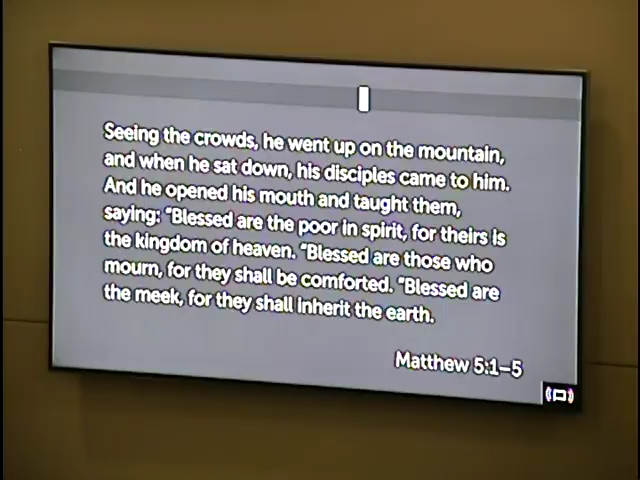 Seeing the crowds, he went up on the mountain,
and when he sat down, his disciples came to him.
And he opened his mouth and taught them,
saying: “Blessed are the poor in spirit, for theirs is
the kingdom of heaven. “Blessed are those who
mourn, for they shall be comforted. “Blessed are
the meek, for they shall inherit the earth.
Matthew 5:1–5